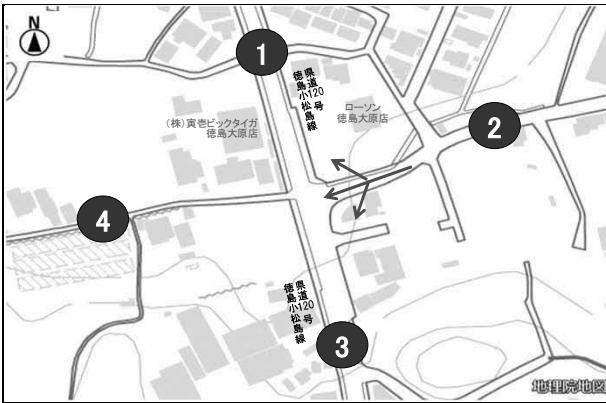 N
1
県道120号
徳島小松島線
ローソン
徳島大原店
2
(株)寅壱ビックタイガ
徳島大原店
4
県道120号
徳島小松島線
3
地理院地図